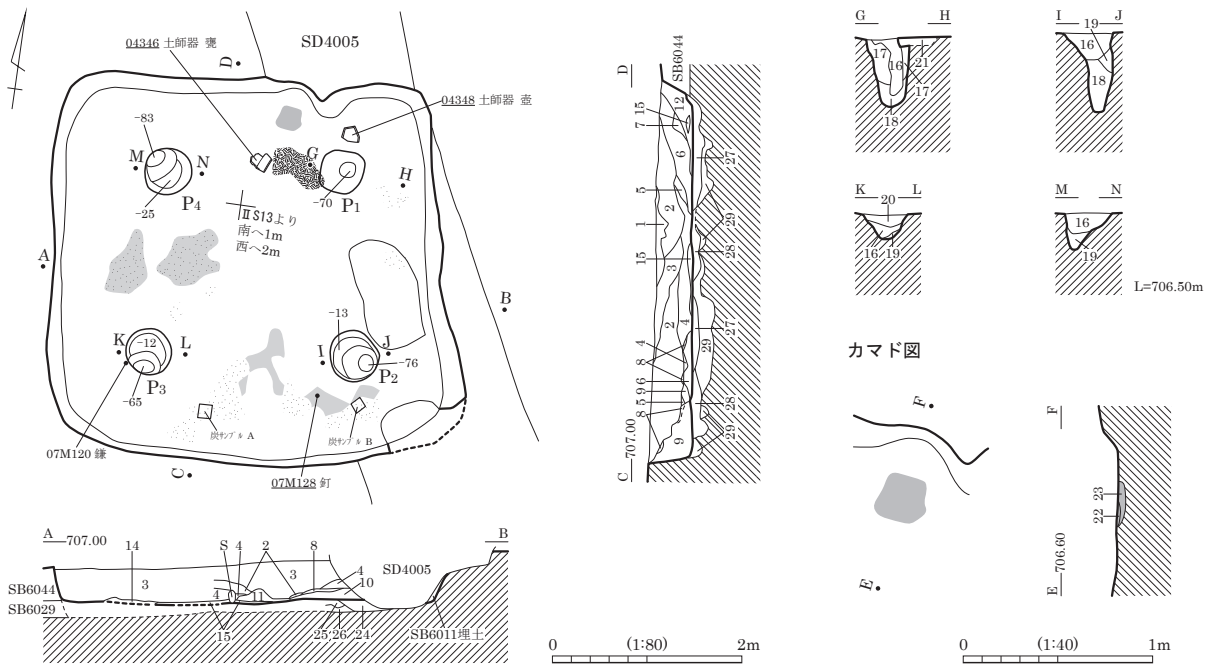 04346 土師器 甕
SD4005
D
04348 土師器 壺
-83
M
N
G
H
P4
-25
-70
P1
ⅡS13より
南へ1m
西へ2m
A
B
-13
K
-12
L
I
J
-76
P2
P3
-65
炭サンプル A
炭サンプル B
07M120 鎌
C
07M128 釘
A
707.00
14
S
4
2
8
B
3
3
4
10
SD4005
SB6044
SB6029
4
11
15
25
26
24
SB6011埋土
0
(1:80)
2m
D
SB6044
12
15
7
6
27
5
2
29
1
28
15
3
27
2
4
29
4
8
6
9
5
8
28
29
9
C
707.00
G
H
17
16
21
17
18
I
J
19
16
18
K
L
20
16
19
M
N
16
19
L=706.50m
カマド図
F
E
F
23
22
E
706.60
0
(1:40)
1m